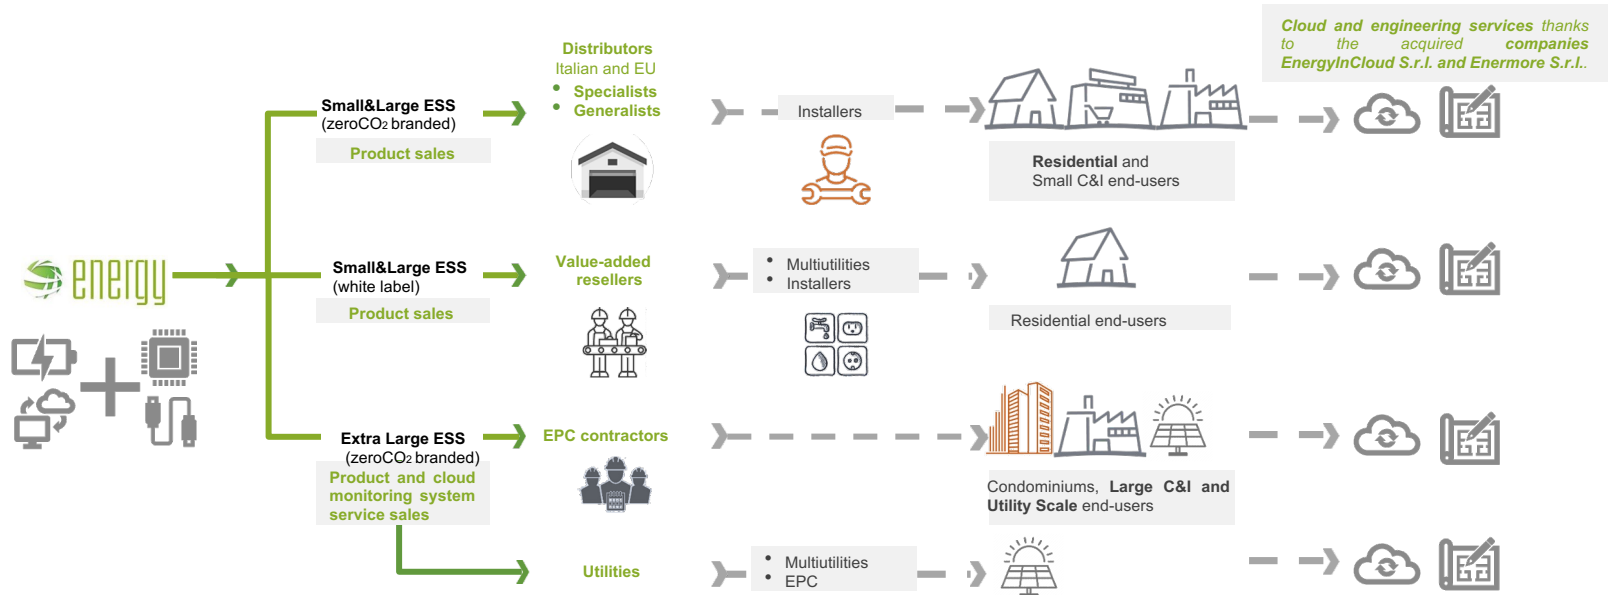 Cloud and engineering services thanks
to the acquired companies
EnergyInCloud S.r.l. and Enermore S.r.l..
Distributors
Italian and EU
• Specialists
• Generalists
Small&Large ESS
(zeroCO2 branded)
Product sales
Installers
Residential and
Small C&I end-users
energy
Small&Large ESS
(white label)
Product sales
Value-added
resellers
• Multiutilities
• Installers
Residential end-users
Extra Large ESS
(zeroCO2 branded)
Product and cloud
monitoring system
service sales
EPC contractors
Condominiums, Large C&I and
Utility Scale end-users
Utilities
• Multiutilities
• EPC